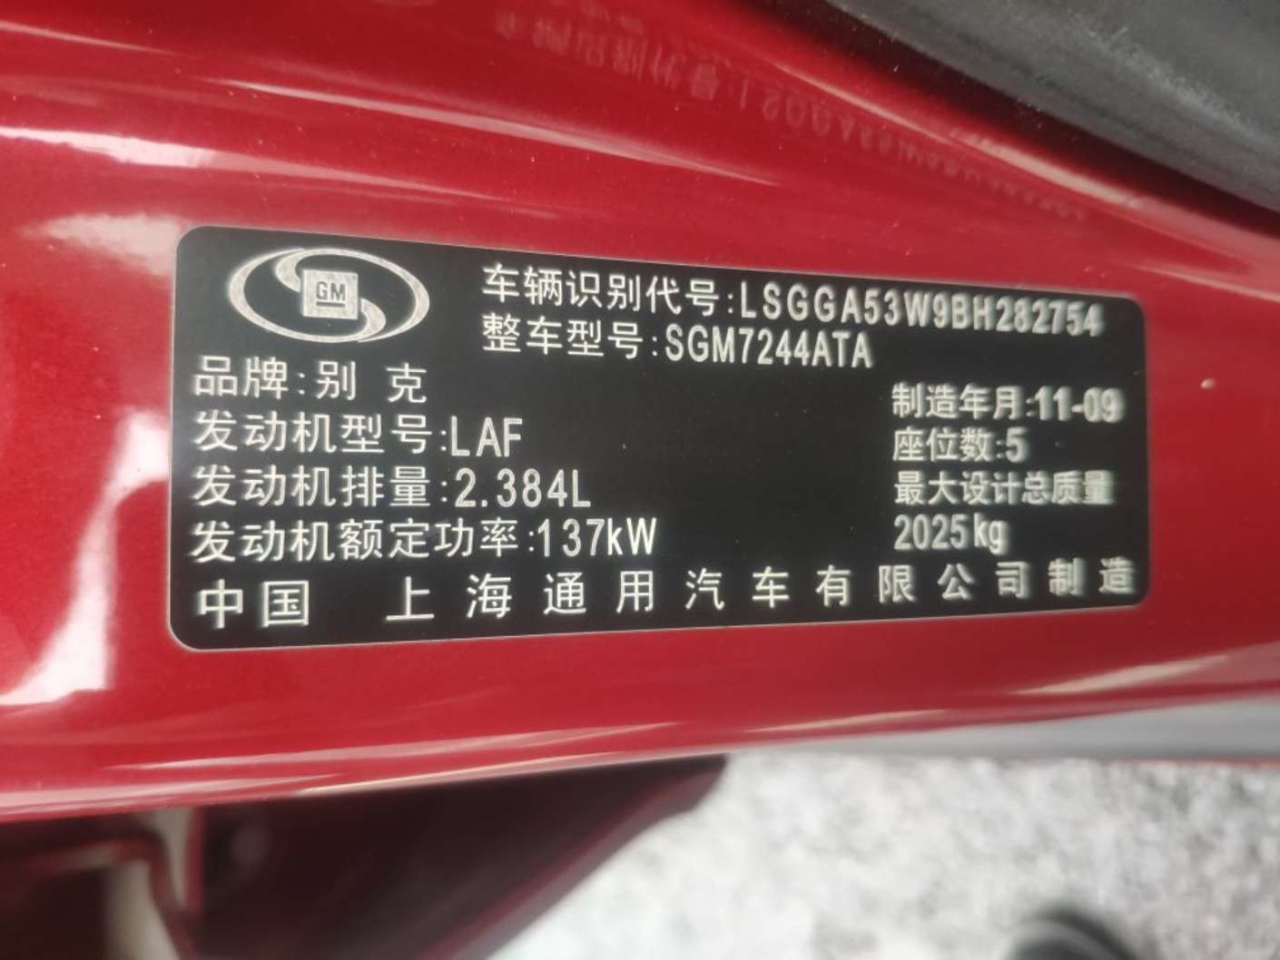 GM
车辆识别代号:LSGGA53W9BH282754
整车型号:SGM7244ATA
品牌:别 克
制造年月:11-09
发动机型号:LAF
座位数:5
发动机排量:2.384L
最大设计总质量
2025kg
发动机额定功率:137kW
中国 上海通用汽车有限公司制造